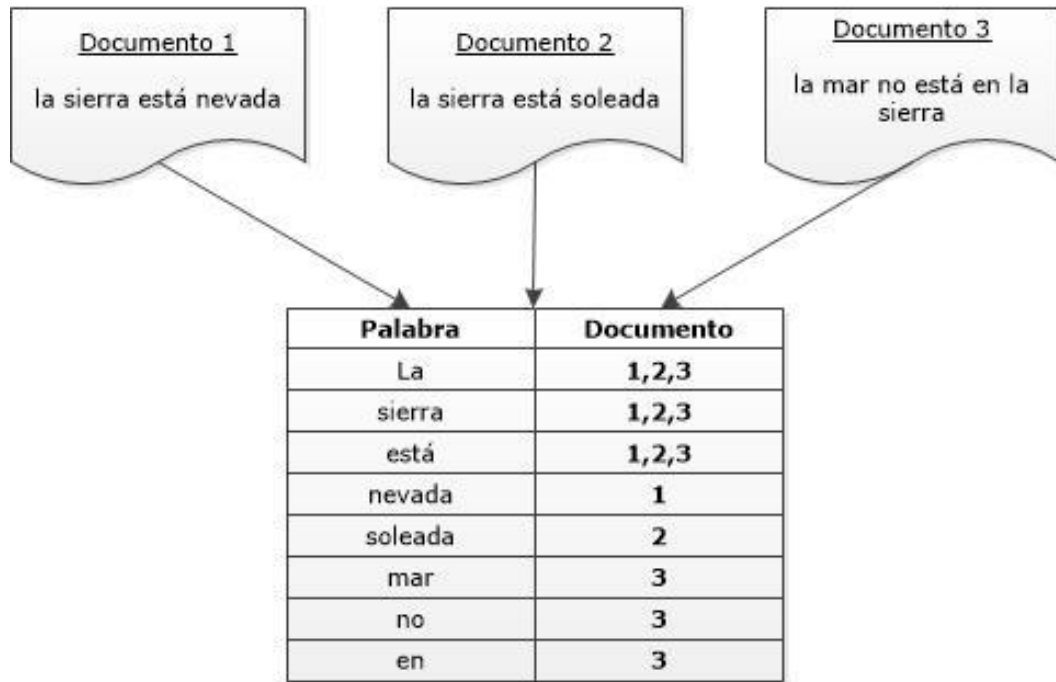 Documento 1
la sierra está nevada
Documento 2
la sierra está soleada
Documento 3
la mar no está en la
sierra
Palabra Documento
La 1,2,3
sierra 1,2,3
está 1,2,3
nevada 1
soleada 2
mar 3
no 3
en 3